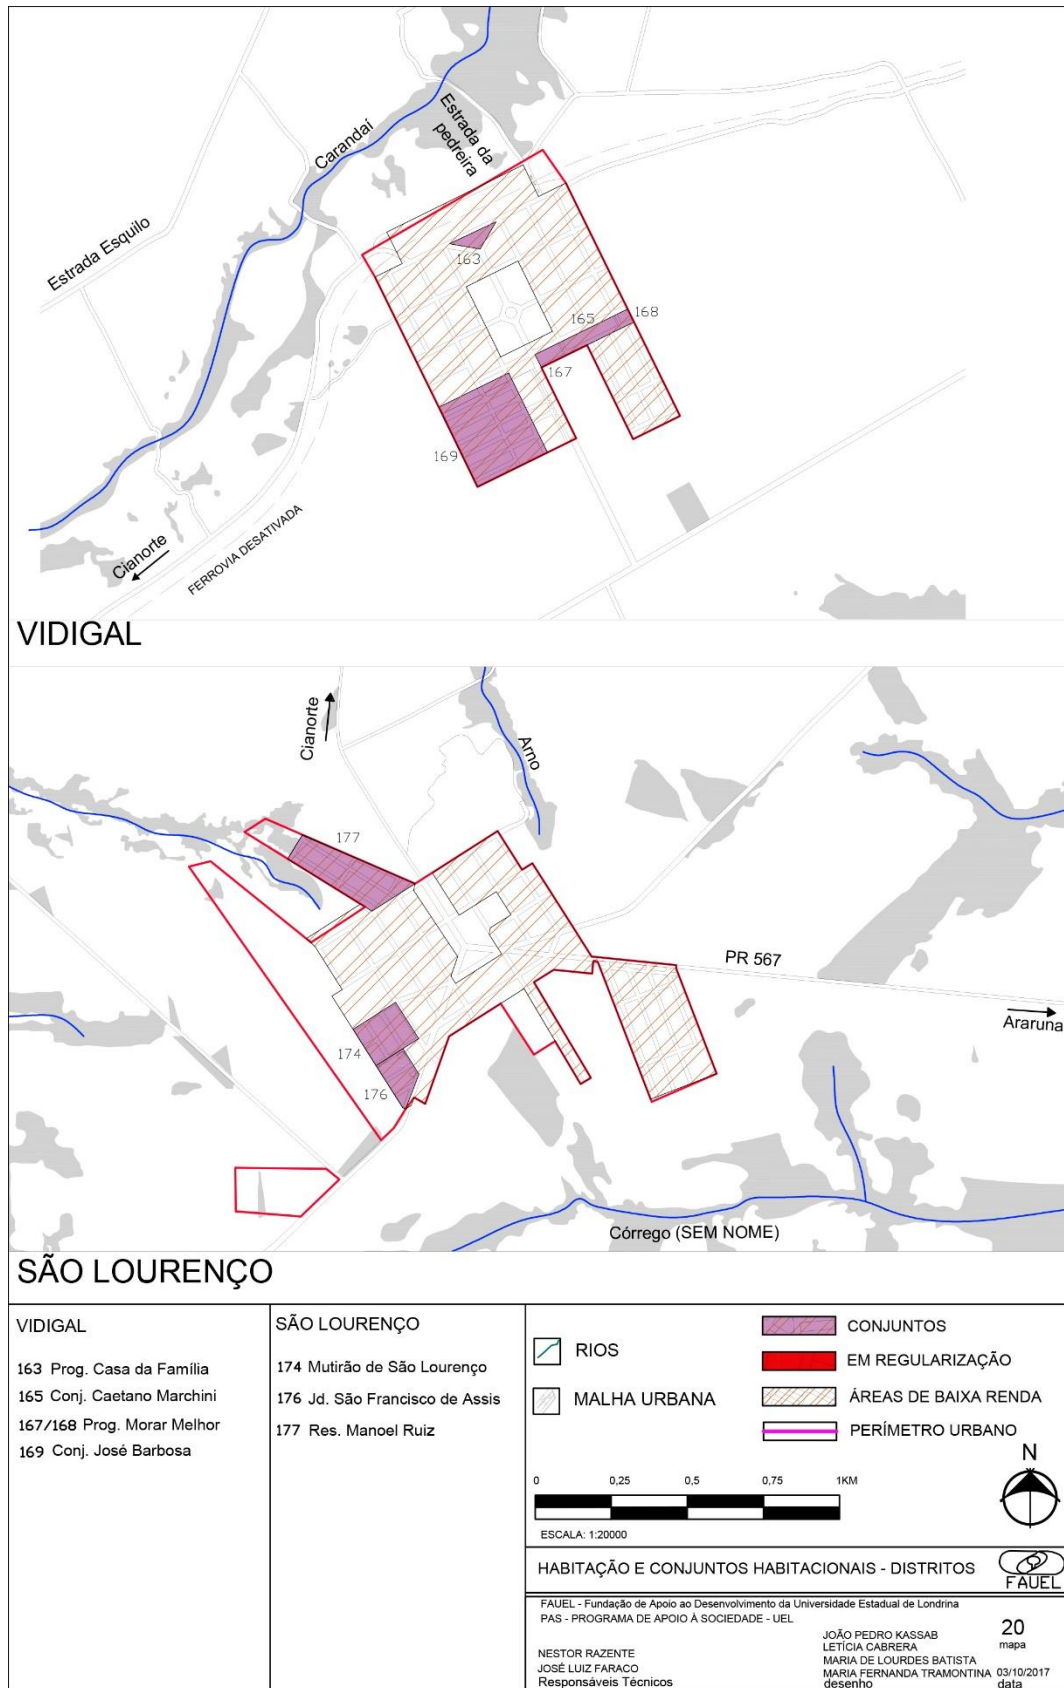 Carandaí
Estrada da
pedreira
Estrada Esquilo
163
165
168
167
169
Cianorte
FERROVIA DESATIVADA
VIDIGAL
Cianorte
Arno
177
PR 567
Araruna
174
176
Córrego (SEM NOME)
SÃO LOURENÇO
VIDIGAL
163 Prog. Casa da Família
165 Conj. Caetano Marchini
167/168 Prog. Morar Melhor
169 Conj. José Barbosa
SÃO LOURENÇO
174 Mutirão de São Lourenço
176 Jd. São Francisco de Assis
177 Res. Manoel Ruiz
RIOS
MALHA URBANA
CONJUNTOS
EM REGULARIZAÇÃO
ÁREAS DE BAIXA RENDA
PERÍMETRO URBANO
N
0 0,25 0,5 0,75 1KM
ESCALA: 1:20000
HABITAÇÃO E CONJUNTOS HABITACIONAIS - DISTRITOS
FAUEL
FAUEL - Fundação de Apoio ao Desenvolvimento da Universidade Estadual de Londrina
PAS - PROGRAMA DE APOIO À SOCIEDADE - UEL
NESTOR RAZENTE
JOSÉ LUIZ FARACO
Responsáveis Técnicos
JOÃO PEDRO KASSAB
LETÍCIA CABRERA
MARIA DE LOURDES BATISTA
MARIA FERNANDA TRAMONTINA
desenho
20
mapa
03/10/2017
data